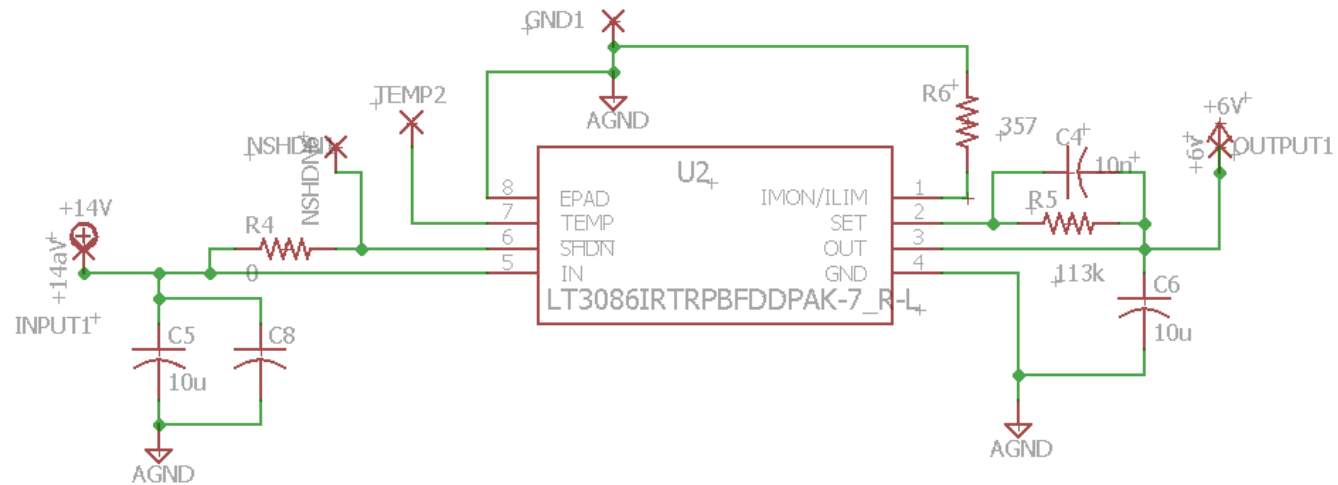 GND1
AGND
TEMP2
NSHDN
NSHDN
+14V
+14aV
INPUT1
R4
0
C5
10u
C8
AGND
U2
8
EPAD
7
TEMP
6
SHDN
5
IN
IMON/ILIM
1
SET
2
OUT
3
GND
4
LT3086IRTRPBFDDPAK-7_R-L
R6
357
C4
10n
R5
113k
C6
10u
AGND
+6V
+6v
OUTPUT1